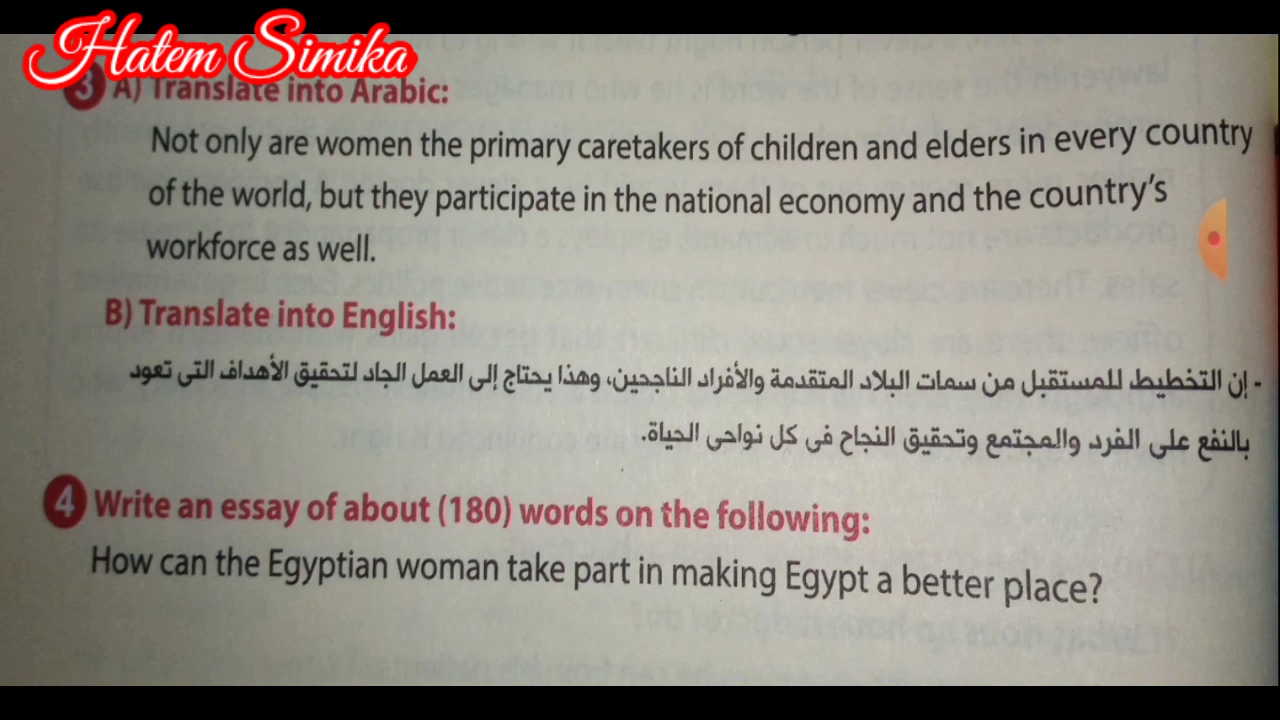 Hatem Simika
3 A) Translate into Arabic:
Not only are women the primary caretakers of children and elders in every country
of the world, but they participate in the national economy and the country's
workforce as well.
B) Translate into English:
- إن التخطيط للمستقبل من سمات البلاد المتقدمة والأفراد الناجحين، وهذا يحتاج إلى العمل الجاد لتحقيق الأهداف التى تعود
بالنفع على الفرد والمجتمع وتحقيق النجاح فى كل نواحى الحياة.
4 Write an essay of about (180) words on the following:
How can the Egyptian woman take part in making Egypt a better place?